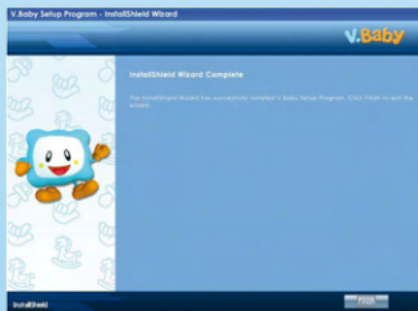 V.Baby Setup Program - InstallShield Wizard
V.Baby
InstallShield Wizard Complete
The InstallShield Wizard has successfully installed V.Baby Setup Program. Click Finish to exit the
wizard.
InstallShield
Finish